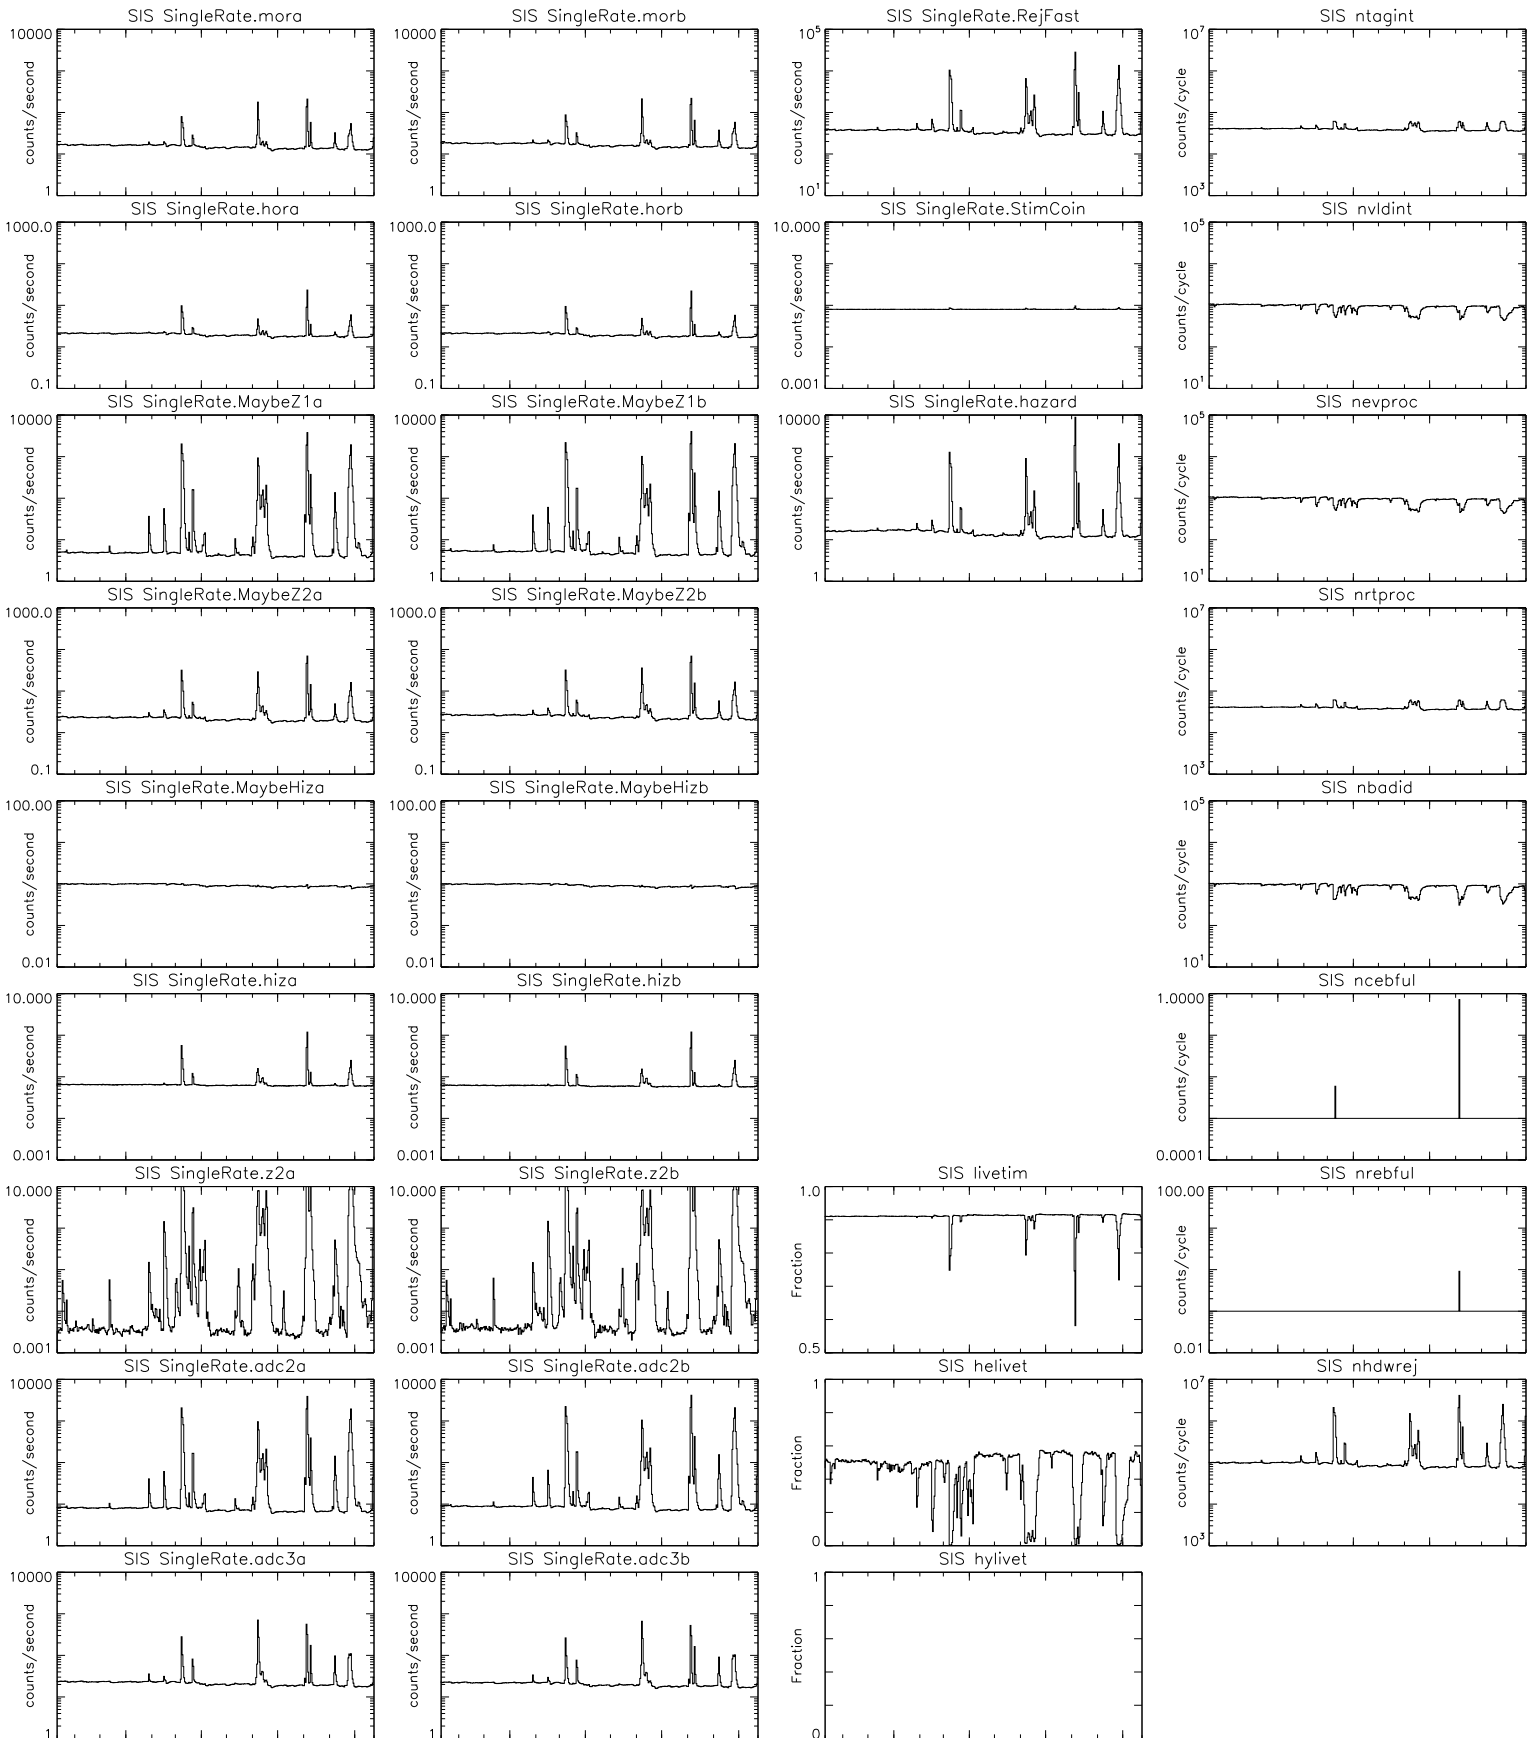 SIS SingleRate.mora
10000
counts/second
1
SIS SingleRate.morb
10000
counts/second
1
SIS SingleRate.RejFast
10^5
counts/second
10^1
SIS ntagint
10^7
counts/cycle
10^3
SIS SingleRate.hora
1000.0
counts/second
0.1
SIS SingleRate.horb
1000.0
counts/second
0.1
SIS SingleRate.StimCoin
10.000
counts/second
0.001
SIS nvldint
10^5
counts/cycle
10^1
SIS SingleRate.MaybeZ1a
10000
counts/second
1
SIS SingleRate.MaybeZ1b
10000
counts/second
1
SIS SingleRate.hazard
10000
counts/second
1
SIS nevproc
10^5
counts/cycle
10^1
SIS SingleRate.MaybeZ2a
1000.0
counts/second
0.1
SIS SingleRate.MaybeZ2b
1000.0
counts/second
0.1
SIS nrtproc
10^7
counts/cycle
10^3
SIS SingleRate.MaybeHiza
100.00
counts/second
0.01
SIS SingleRate.MaybeHizb
100.00
counts/second
0.01
SIS nbadid
10^5
counts/cycle
10^1
SIS SingleRate.hiza
10.000
counts/second
0.001
SIS SingleRate.hizb
10.000
counts/second
0.001
SIS ncebful
1.0000
counts/cycle
0.0001
SIS SingleRate.z2a
10.000
counts/second
0.001
SIS SingleRate.z2b
10.000
counts/second
0.001
SIS livetim
1.0
Fraction
0.5
SIS nrebful
100.00
counts/cycle
0.01
SIS SingleRate.adc2a
10000
counts/second
1
SIS SingleRate.adc2b
10000
counts/second
1
SIS helivet
1
Fraction
0
SIS nhdwrej
10^7
counts/cycle
10^3
SIS SingleRate.adc3a
10000
counts/second
1
SIS SingleRate.adc3b
10000
counts/second
1
SIS hylivet
1
Fraction
0